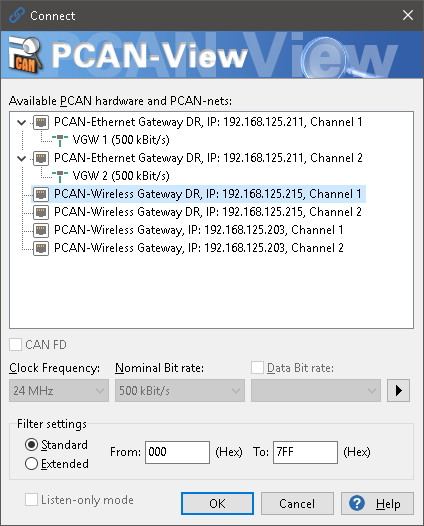 Connect
PCAN-View
Available PCAN hardware and PCAN-nets:
PCAN-Ethernet Gateway DR, IP: 192.168.125.211, Channel 1
VGW 1 (500 kBit/s)
PCAN-Ethernet Gateway DR, IP: 192.168.125.211, Channel 2
VGW 2 (500 kBit/s)
PCAN-Wireless Gateway DR, IP: 192.168.125.215, Channel 1
PCAN-Wireless Gateway DR, IP: 192.168.125.215, Channel 2
PCAN-Wireless Gateway, IP: 192.168.125.203, Channel 1
PCAN-Wireless Gateway, IP: 192.168.125.203, Channel 2
CAN FD
Clock Frequency: Nominal Bit rate: Data Bit rate:
24 MHz 500 kBit/s
Filter settings
Standard From: 000 (Hex) To: 7FF (Hex)
Extended
Listen-only mode OK Cancel Help